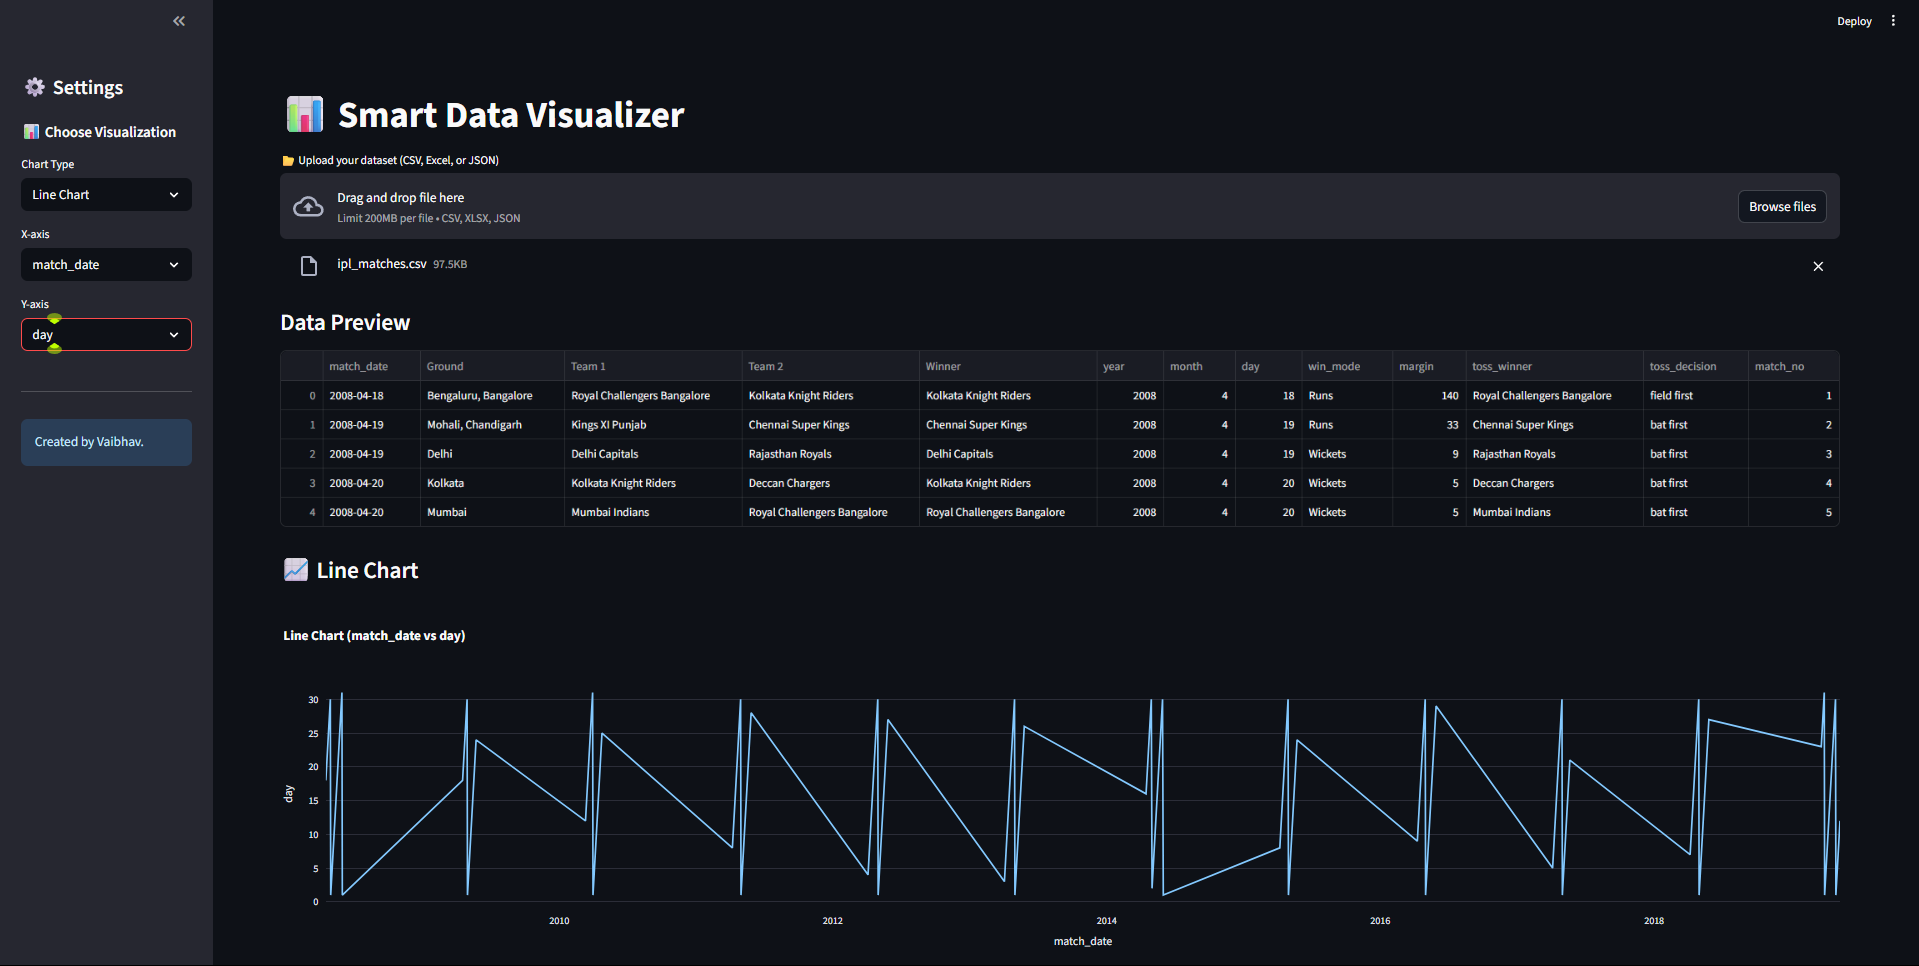 Deploy
Settings
Choose Visualization
Chart Type
Line Chart
X-axis
match_date
Y-axis
day
Created by Vaibhav.
Smart Data Visualizer
Upload your dataset (CSV, Excel, or JSON)
Drag and drop file here
Limit 200MB per file • CSV, XLSX, JSON
Browse files
ipl_matches.csv 97.5KB
Data Preview
match_date Ground Team 1 Team 2 Winner year month day win_mode margin toss_winner toss_decision match_no
0 2008-04-18 Bengaluru, Bangalore Royal Challengers Bangalore Kolkata Knight Riders Kolkata Knight Riders 2008 4 18 Runs 140 Royal Challengers Bangalore field first 1
1 2008-04-19 Mohali, Chandigarh Kings XI Punjab Chennai Super Kings Chennai Super Kings 2008 4 19 Runs 33 Chennai Super Kings bat first 2
2 2008-04-19 Delhi Delhi Capitals Rajasthan Royals Delhi Capitals 2008 4 19 Wickets 9 Rajasthan Royals bat first 3
3 2008-04-20 Kolkata Kolkata Knight Riders Deccan Chargers Kolkata Knight Riders 2008 4 20 Wickets 5 Deccan Chargers bat first 4
4 2008-04-20 Mumbai Mumbai Indians Royal Challengers Bangalore Royal Challengers Bangalore 2008 4 20 Wickets 5 Mumbai Indians bat first 5
Line Chart
Line Chart (match_date vs day)
30
25
20
15
10
5
0
day
2010 2012 2014 2016 2018
match_date